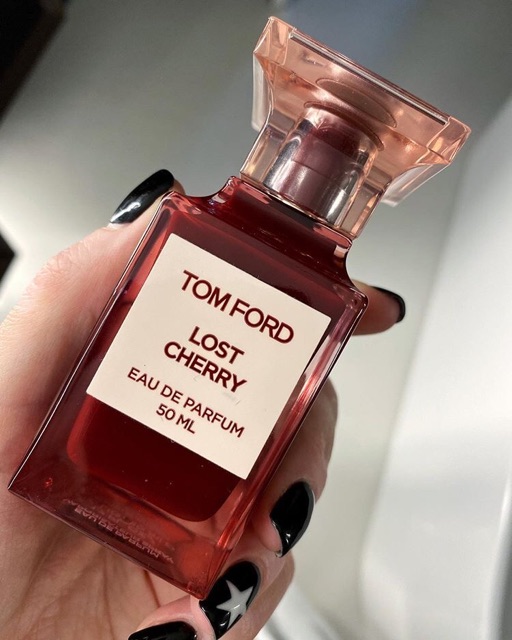 TOM FORD
LOST
CHERRY
EAU DE PARFUM
50 ML